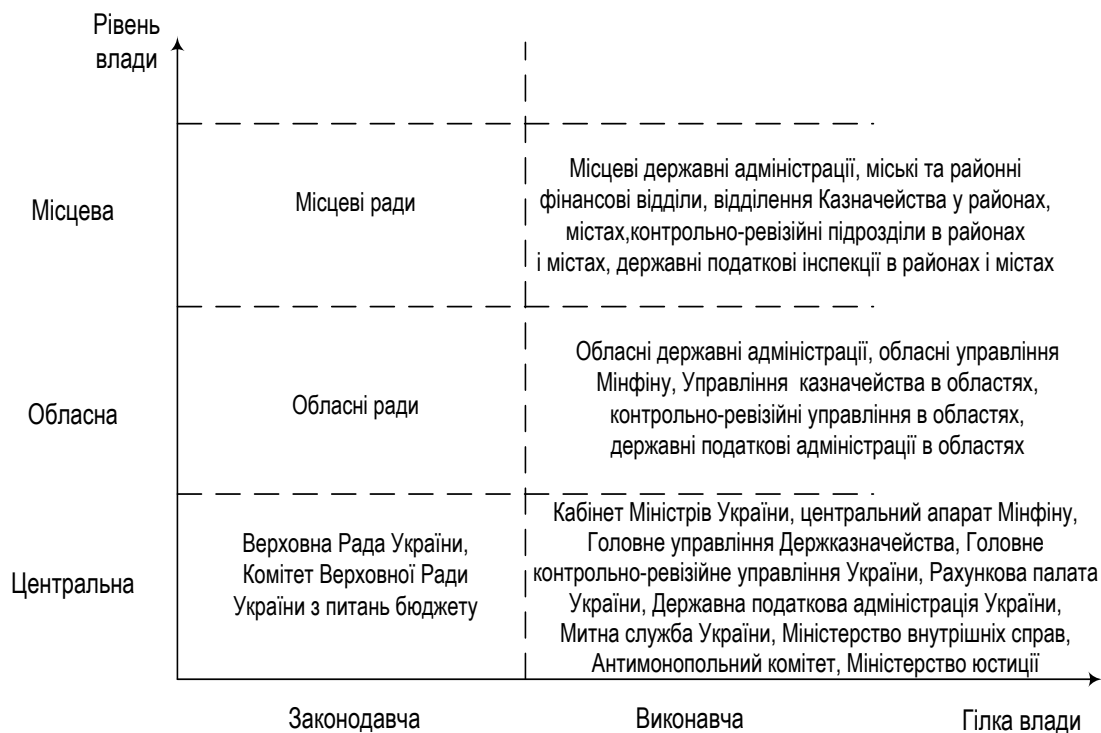 Рівень
влади
Місцева
Місцеві ради
Місцеві державні адміністрації, міські та районні
фінансові відділи, відділення Казначейства у районах,
містах,контрольно-ревізійні підрозділи в районах
і містах, державні податкові інспекції в районах і містах
Обласна
Обласні ради
Обласні державні адміністрації, обласні управління
Мінфіну, Управління казначейства в областях,
контрольно-ревізійні управління в областях,
державні податкові адміністрації в областях
Центральна
Верховна Рада України,
Комітет Верховної Ради
України з питань бюджету
Кабінет Міністрів України, центральний апарат Мінфіну,
Головне управління Держказначейства, Головне
контрольно-ревізійне управління України, Рахункова палата
України, Державна податкова адміністрація України,
Митна служба України, Міністерство внутрішніх справ,
Антимонопольний комітет, Міністерство юстиції
Законодавча
Виконавча
Гілка влади